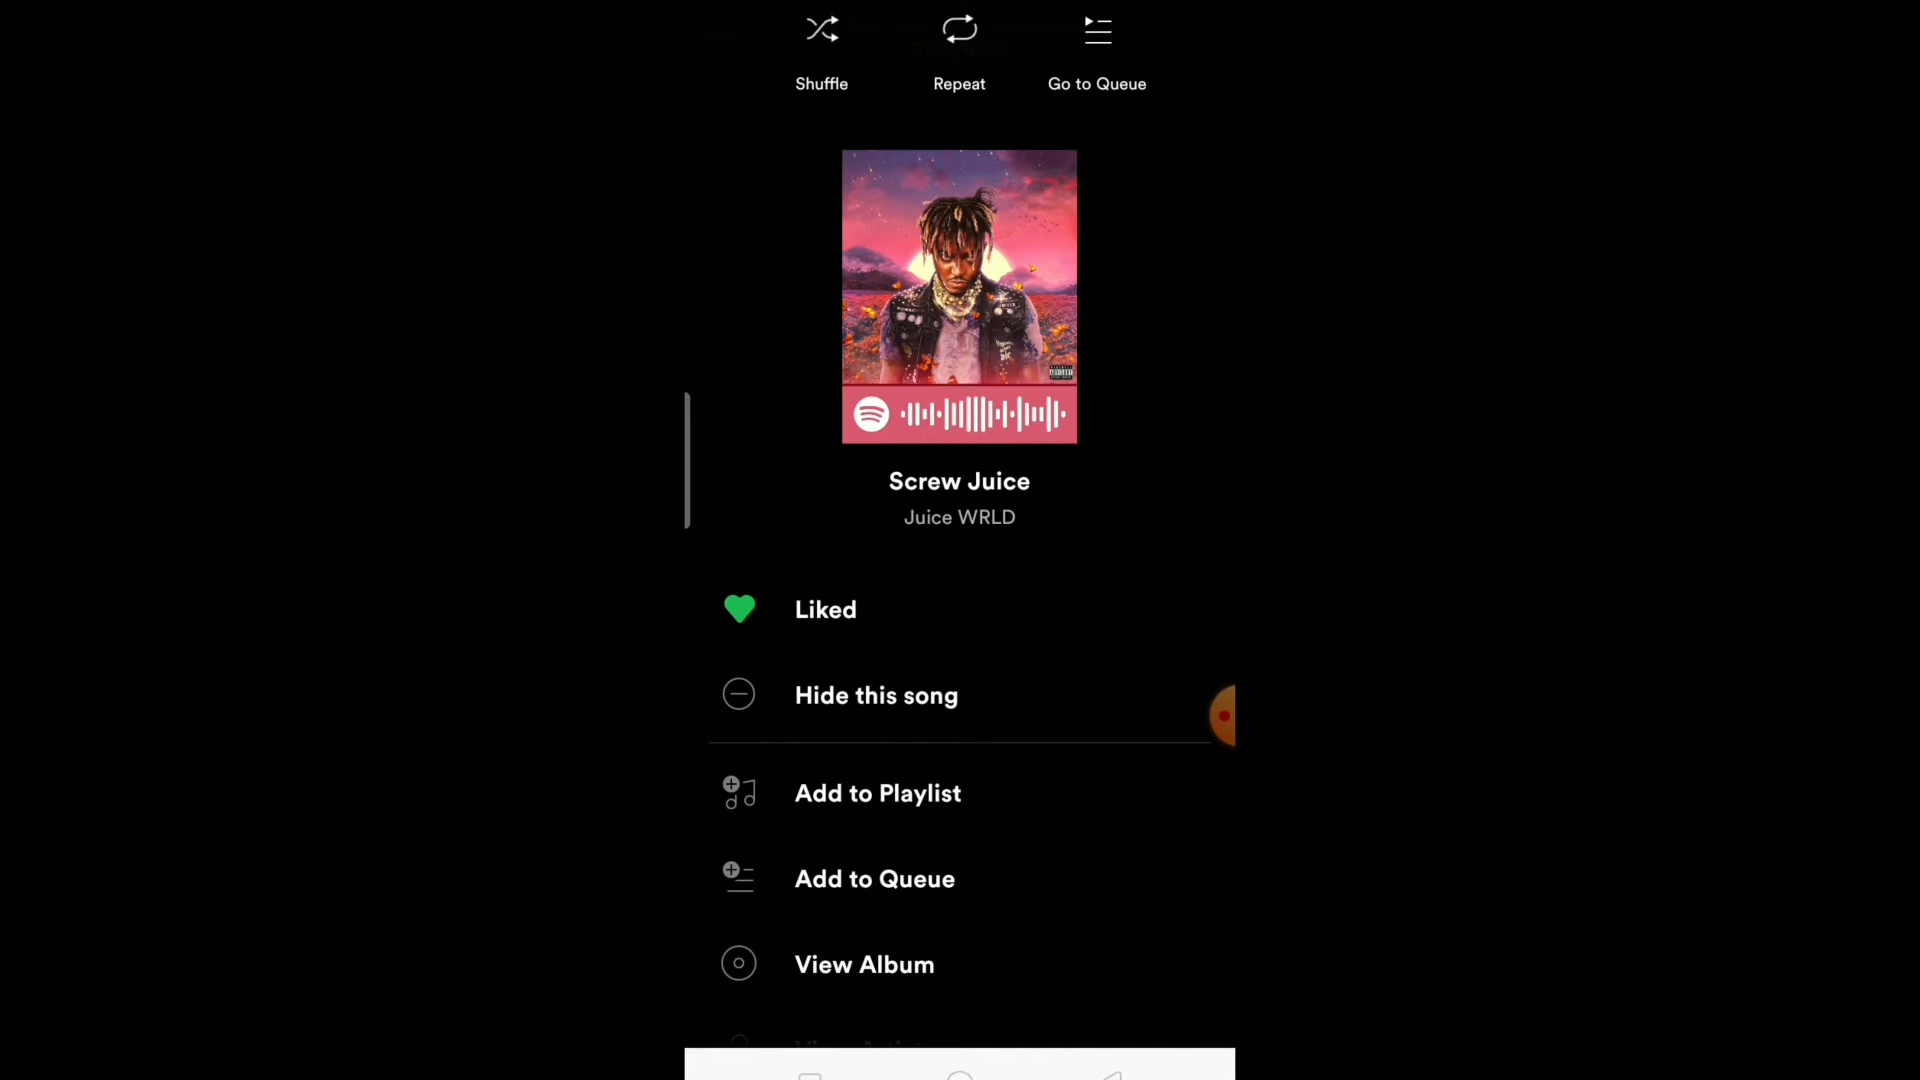 Shuffle
Repeat
Go to Queue
Screw Juice
Juice WRLD
Liked
Hide this song
Add to Playlist
Add to Queue
View Album